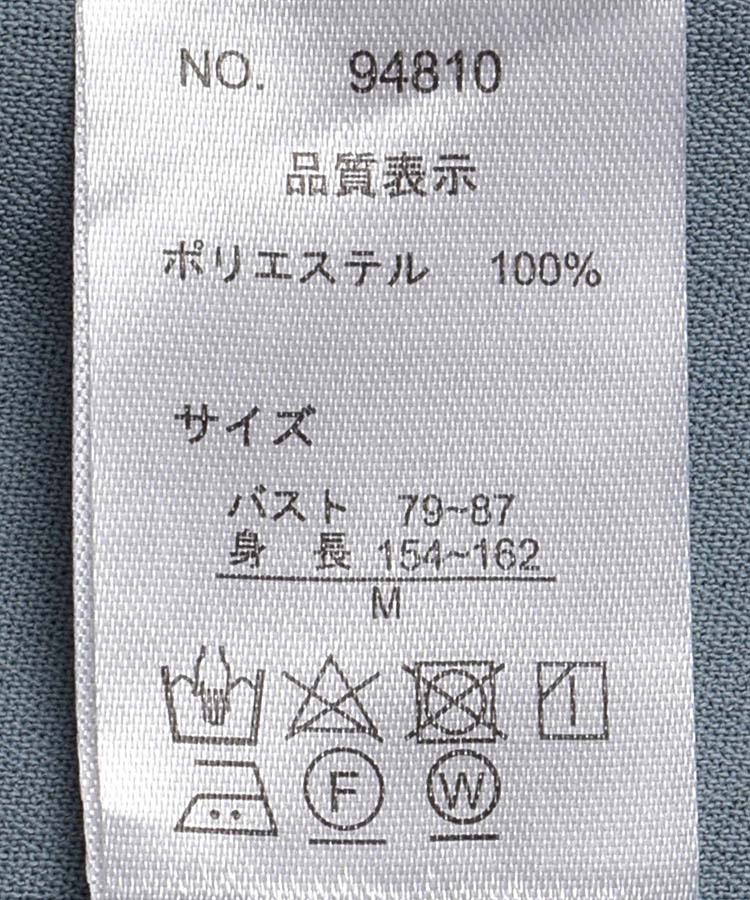 NO. 94810
品質表示
ポリエステル 100%
サイズ
バスト 79~87
身 長 154~162
M
F W